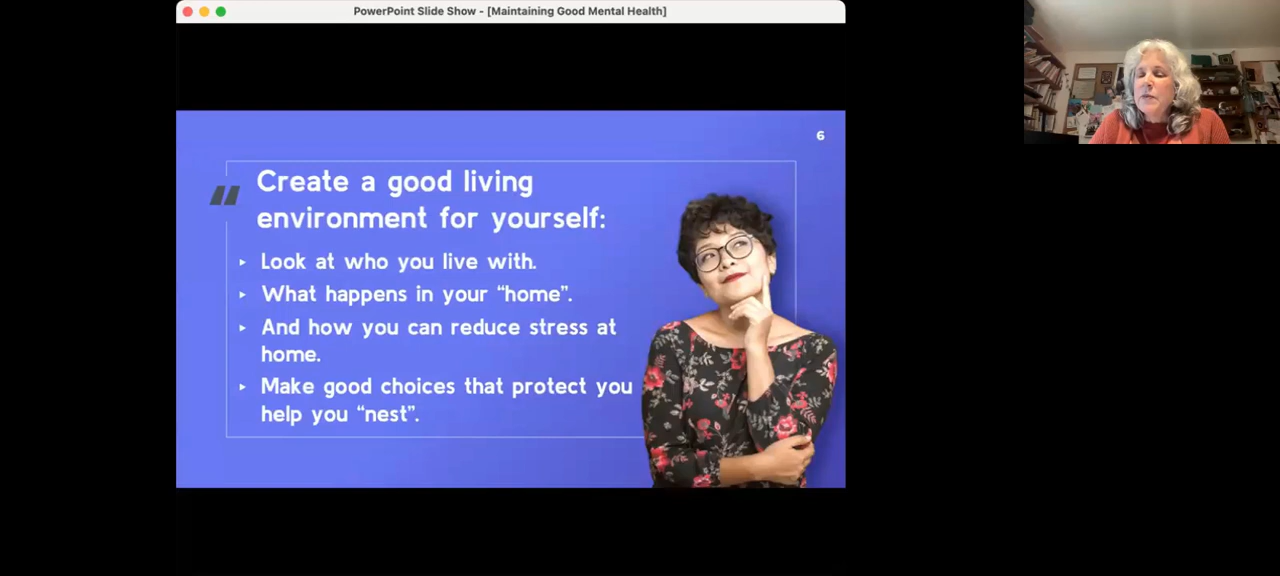 PowerPoint Slide Show - [Maintaining Good Mental Health]
6
Create a good living
environment for yourself:
Look at who you live with.
What happens in your “home”.
And how you can reduce stress at
home.
Make good choices that protect you
help you “nest”.